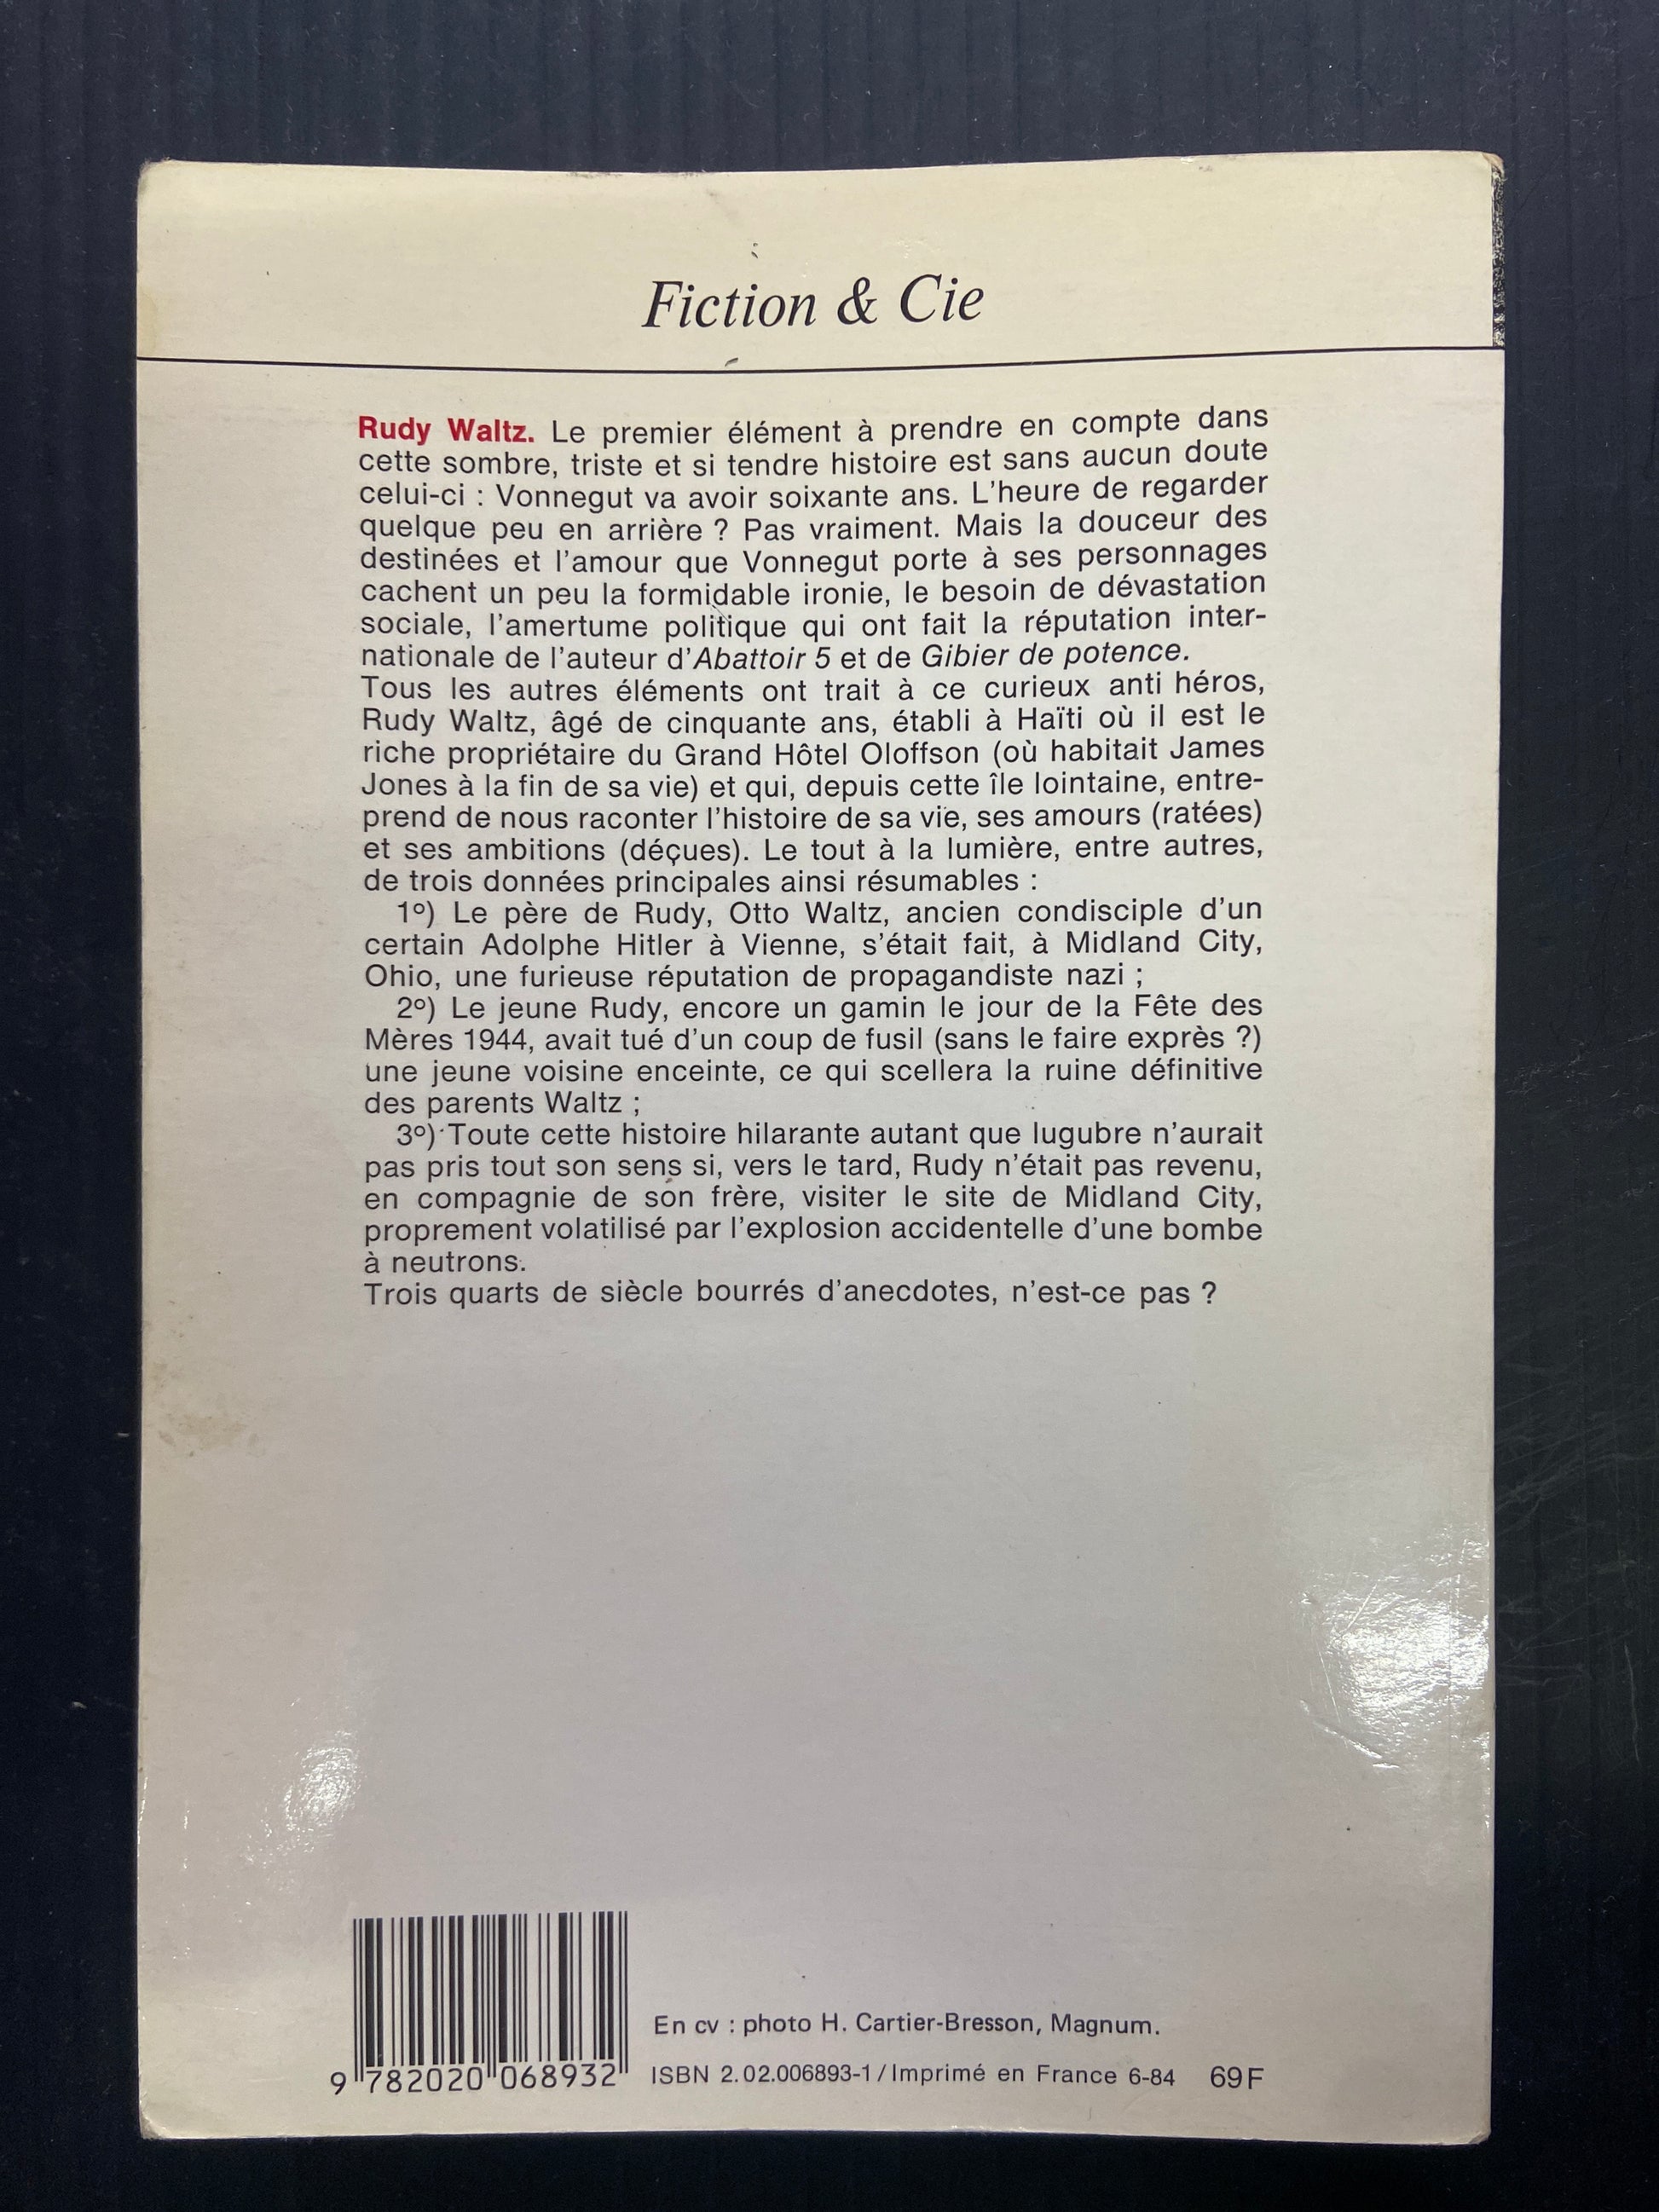 Fiction & Cie
Rudy Waltz. Le premier élément à prendre en compte dans
cette sombre, triste et si tendre histoire est sans aucun doute
celui-ci : Vonnegut va avoir soixante ans. L'heure de regarder
quelque peu en arrière ? Pas vraiment. Mais la douceur des
destinées et l'amour que Vonnegut porte à ses personnages
cachent un peu la formidable ironie, le besoin de dévastation
sociale, l'amertume politique qui ont fait la réputation inter-
nationale de l'auteur d'Abattoir 5 et de Gibier de potence.
Tous les autres éléments ont trait à ce curieux anti héros,
Rudy Waltz, âgé de cinquante ans, établi à Haïti où il est le
riche propriétaire du Grand Hôtel Oloffson (où habitait James
Jones à la fin de sa vie) et qui, depuis cette île lointaine, entre-
prend de nous raconter l'histoire de sa vie, ses amours (ratées)
et ses ambitions (déçues). Le tout à la lumière, entre autres,
de trois données principales ainsi résumables :
1º) Le père de Rudy, Otto Waltz, ancien condisciple d'un
certain Adolphe Hitler à Vienne, s'était fait, à Midland City,
Ohio, une furieuse réputation de propagandiste nazi ;
2º) Le jeune Rudy, encore un gamin le jour de la Fête des
Mères 1944, avait tué d'un coup de fusil (sans le faire exprès ?)
une jeune voisine enceinte, ce qui scellera la ruine définitive
des parents Waltz ;
3º) Toute cette histoire hilarante autant que lugubre n'aurait
pas pris tout son sens si, vers le tard, Rudy n'était pas revenu,
en compagnie de son frère, visiter le site de Midland City,
proprement volatilisé par l'explosion accidentelle d'une bombe
à neutrons.
Trois quarts de siècle bourrés d'anecdotes, n'est-ce pas ?
En cv : photo H. Cartier-Bresson, Magnum.
9 782020 068932
ISBN 2.02.006893-1 / Imprimé en France 6-84 69 F